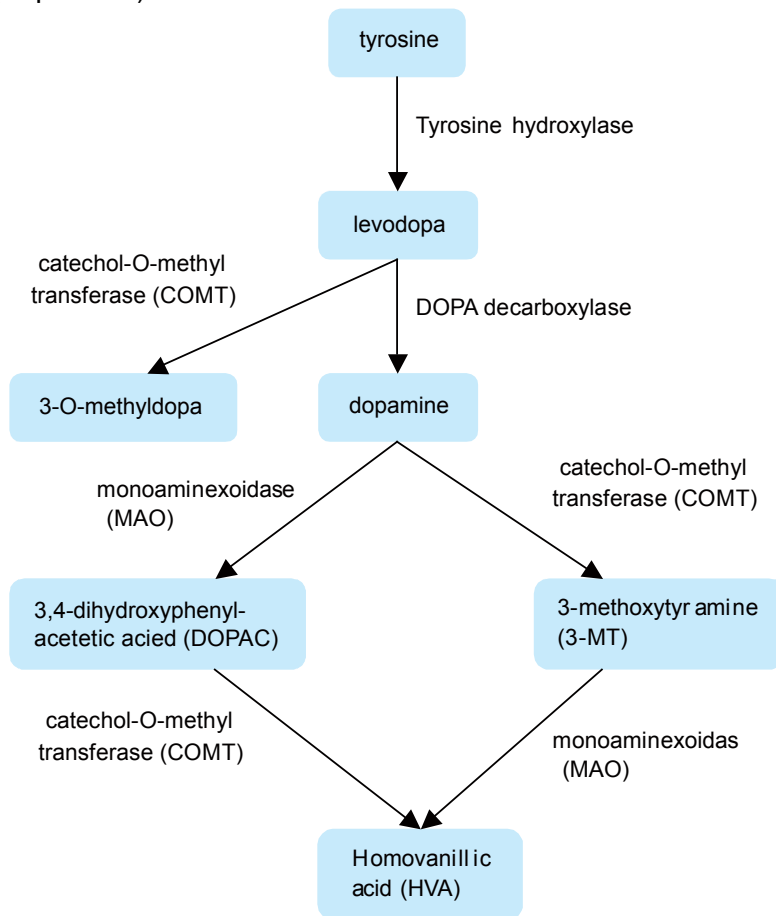 tyrosine
Tyrosine hydroxylase
levodopa
catechol-O-methyl
transferase (COMT)
DOPA decarboxylase
3-O-methyldopa
dopamine
monoaminexoidase
(MAO)
catechol-O-methyl
transferase (COMT)
3,4-dihydroxyphenyl-
acetetic acied (DOPAC)
3-methoxytyr amine
(3-MT)
catechol-O-methyl
transferase (COMT)
monoaminexoidas
(MAO)
Homovanillic
acid (HVA)